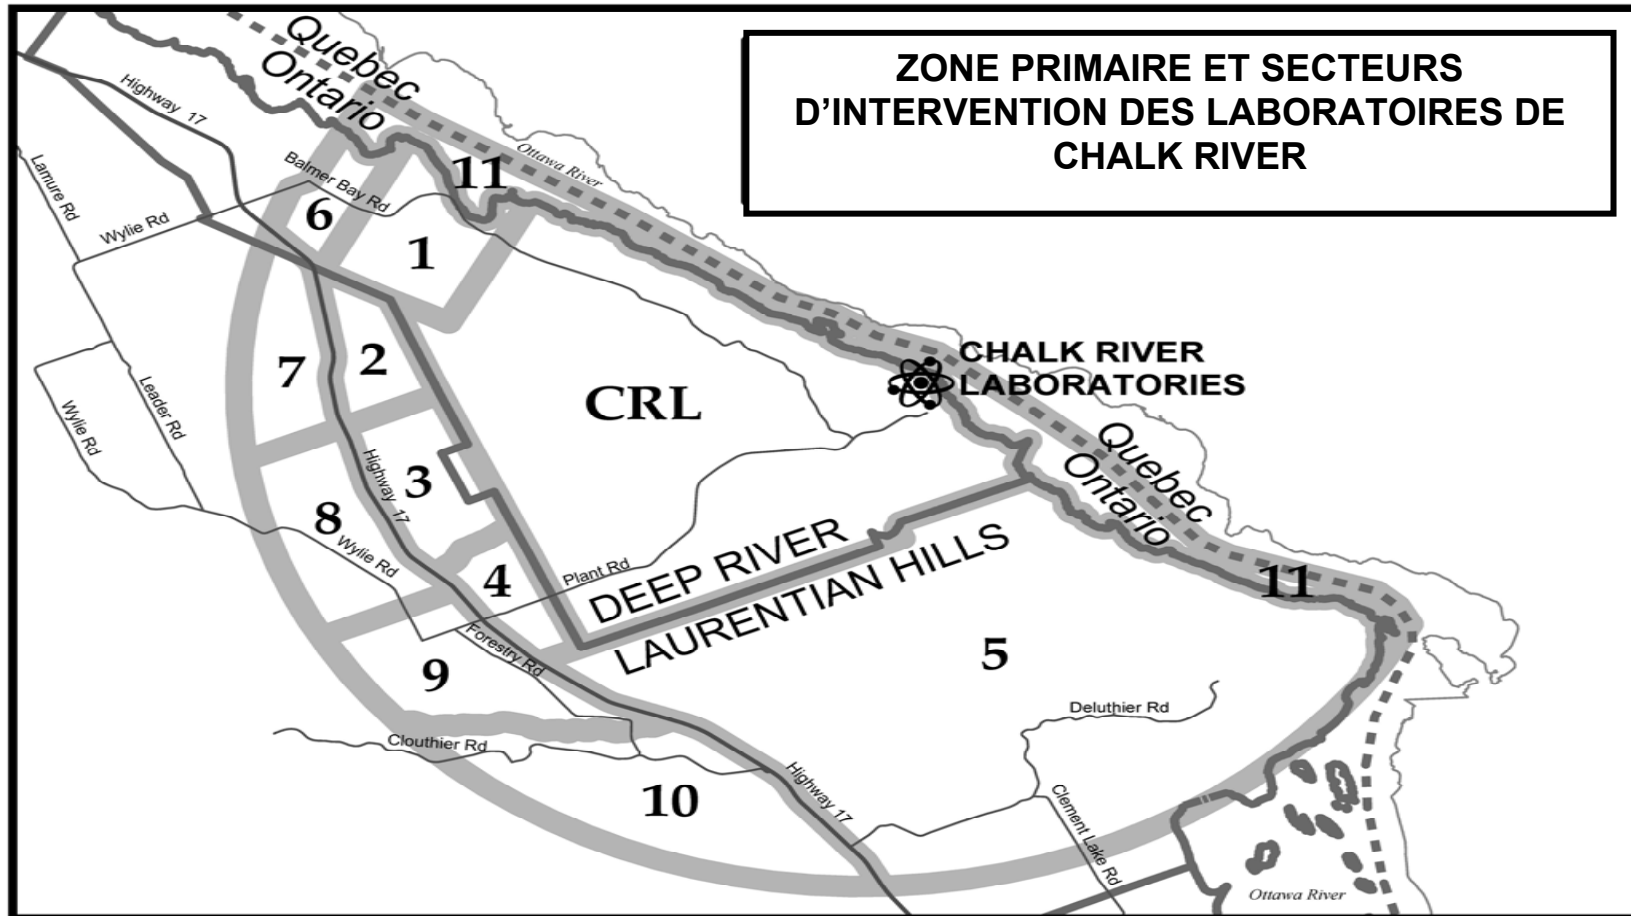 ZONE PRIMAIRE ET SECTEURS
D’INTERVENTION DES LABORATOIRES DE
CHALK RIVER
Quebec
Ontario
Highway 17
Ottawa River
11
Balmer Bay Rd
Lamure Rd
6
Wylie Rd
1
CHALK RIVER
LABORATORIES
2
7
CRL
Leader Rd
Wylie Rd
Highway 17
3
Quebec
Ontario
8
Wylie Rd
4
Plant Rd
DEEP RIVER
LAURENTIAN HILLS
11
Forestry Rd
5
9
Deluthier Rd
Clouthier Rd
10
Highway 17
Clement Lake Rd
Ottawa River